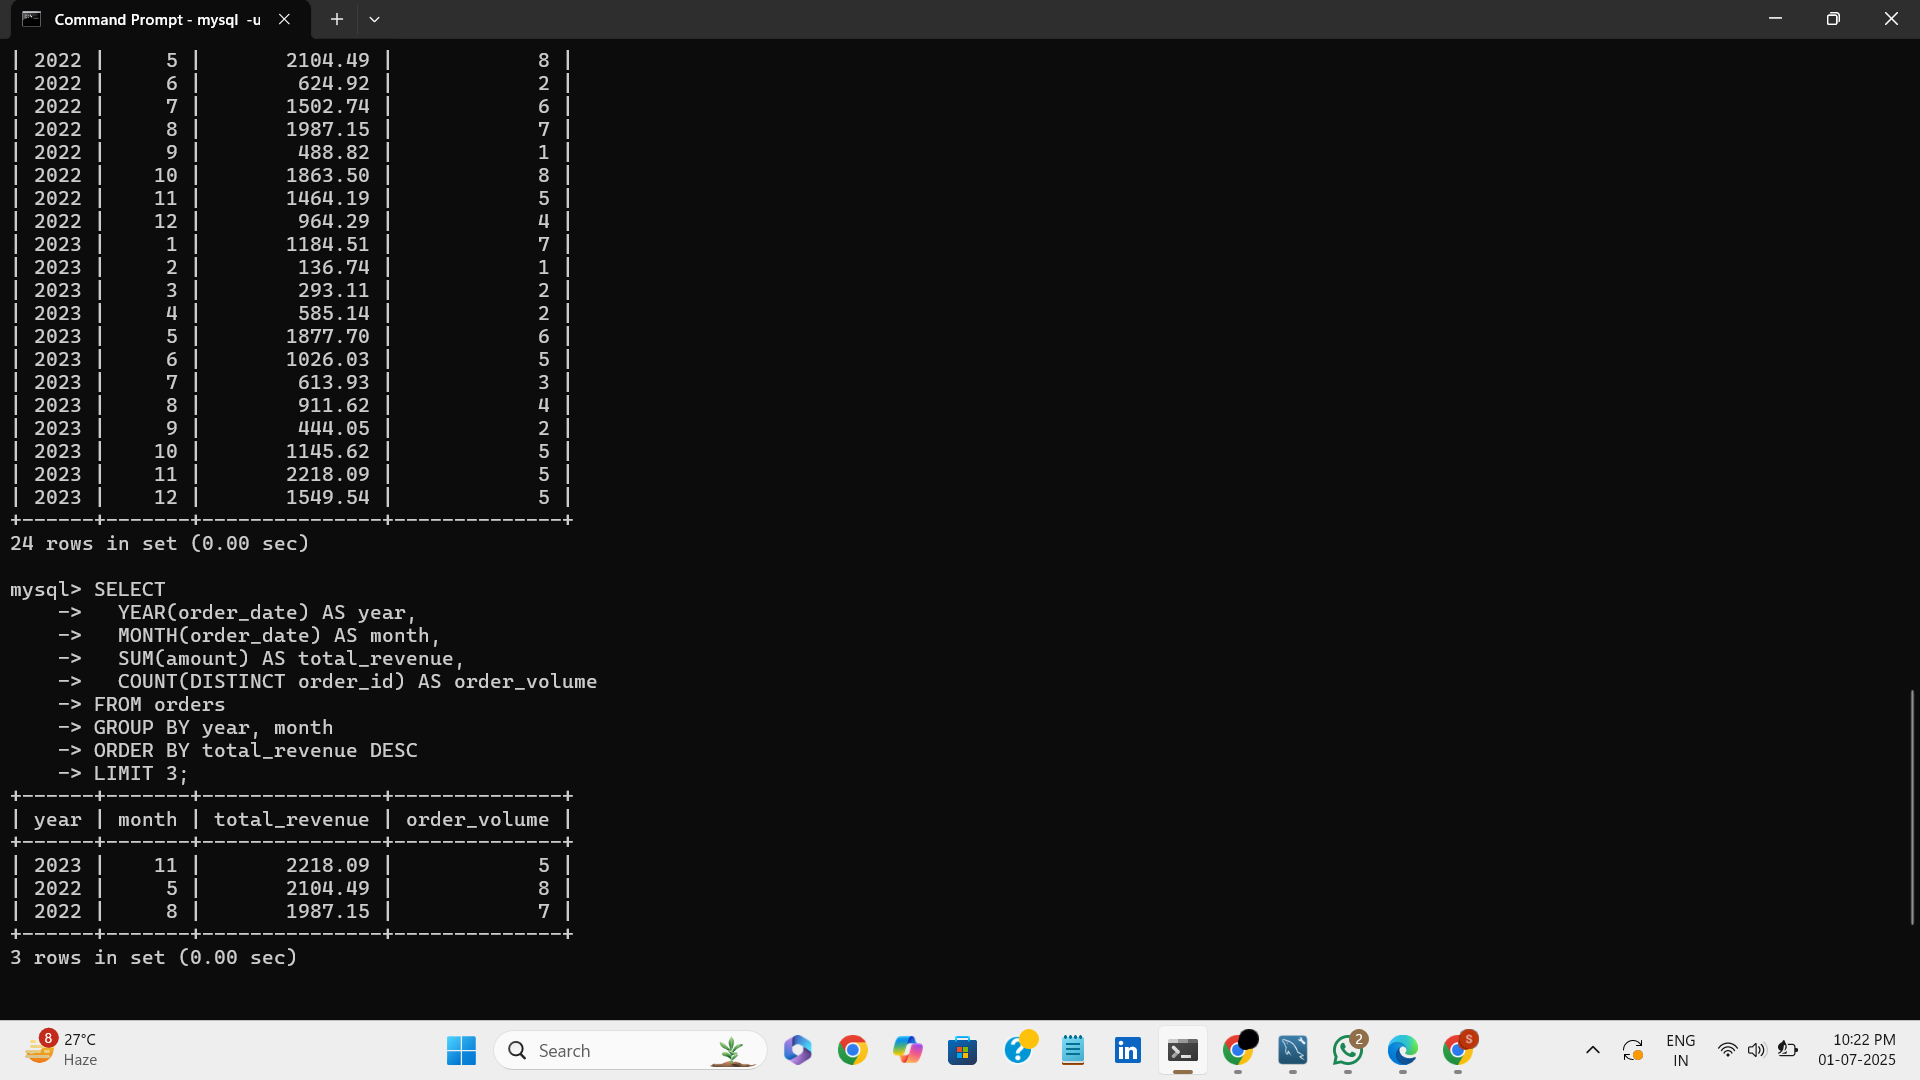 Command Prompt - mysql -u
| 2022 |     5 |       2104.49 |            8 |
| 2022 |     6 |        624.92 |            2 |
| 2022 |     7 |       1502.74 |            6 |
| 2022 |     8 |       1987.15 |            7 |
| 2022 |     9 |        488.82 |            1 |
| 2022 |    10 |       1863.50 |            8 |
| 2022 |    11 |       1464.19 |            5 |
| 2022 |    12 |        964.29 |            4 |
| 2023 |     1 |       1184.51 |            7 |
| 2023 |     2 |        136.74 |            1 |
| 2023 |     3 |        293.11 |            2 |
| 2023 |     4 |        585.14 |            2 |
| 2023 |     5 |       1877.70 |            6 |
| 2023 |     6 |       1026.03 |            5 |
| 2023 |     7 |        613.93 |            3 |
| 2023 |     8 |        911.62 |            4 |
| 2023 |     9 |        444.05 |            2 |
| 2023 |    10 |       1145.62 |            5 |
| 2023 |    11 |       2218.09 |            5 |
| 2023 |    12 |       1549.54 |            5 |
+------+-------+---------------+--------------+
24 rows in set (0.00 sec)
mysql> SELECT
    ->   YEAR(order_date) AS year,
    ->   MONTH(order_date) AS month,
    ->   SUM(amount) AS total_revenue,
    ->   COUNT(DISTINCT order_id) AS order_volume
    -> FROM orders
    -> GROUP BY year, month
    -> ORDER BY total_revenue DESC
    -> LIMIT 3;
+------+-------+---------------+--------------+
| year | month | total_revenue | order_volume |
+------+-------+---------------+--------------+
| 2023 |    11 |       2218.09 |            5 |
| 2022 |     5 |       2104.49 |            8 |
| 2022 |     8 |       1987.15 |            7 |
+------+-------+---------------+--------------+
3 rows in set (0.00 sec)
8
27°C
Haze
Search
in
2
S
ENG
IN
10:22 PM
01-07-2025